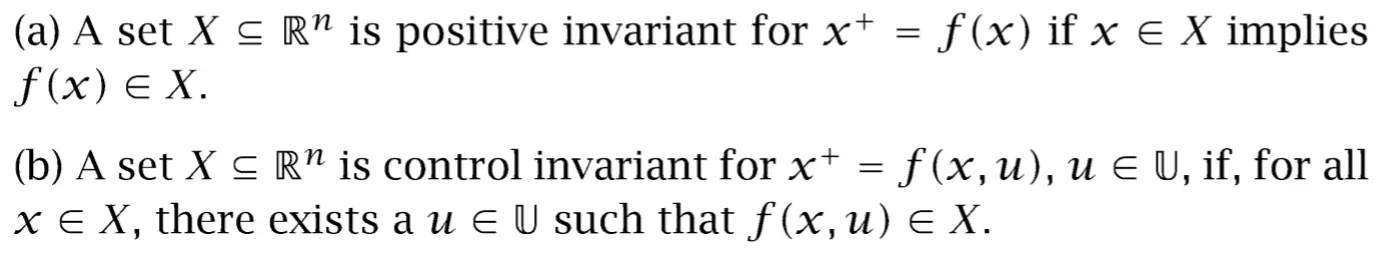 (a) A set X ⊆ ℝⁿ is positive invariant for x⁺ = f(x) if x ∈ X implies
f(x) ∈ X.
(b) A set X ⊆ ℝⁿ is control invariant for x⁺ = f(x, u), u ∈ 𝕌, if, for all
x ∈ X, there exists a u ∈ 𝕌 such that f(x, u) ∈ X.